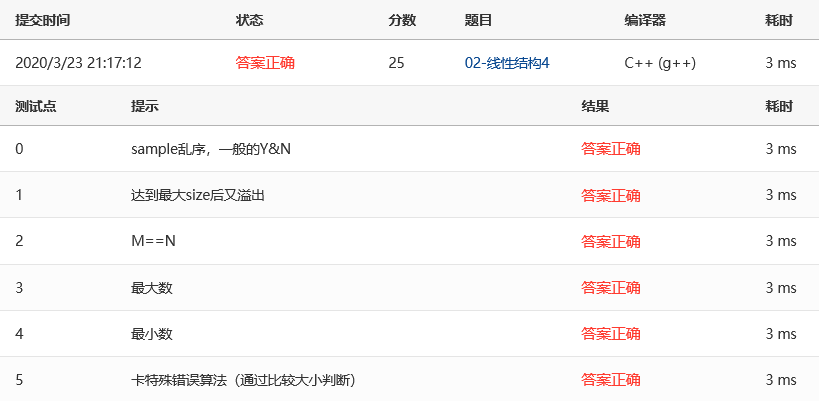 提交时间 状态 分数 题目 编译器 耗时
2020/3/23 21:17:12 答案正确 25 02-线性结构4 C++ (g++) 3 ms
测试点 提示 结果 耗时
0 sample乱序，一般的Y&N 答案正确 3 ms
1 达到最大size后又溢出 答案正确 3 ms
2 M==N 答案正确 3 ms
3 最大数 答案正确 3 ms
4 最小数 答案正确 3 ms
5 卡特殊错误算法（通过比较大小判断） 答案正确 3 ms